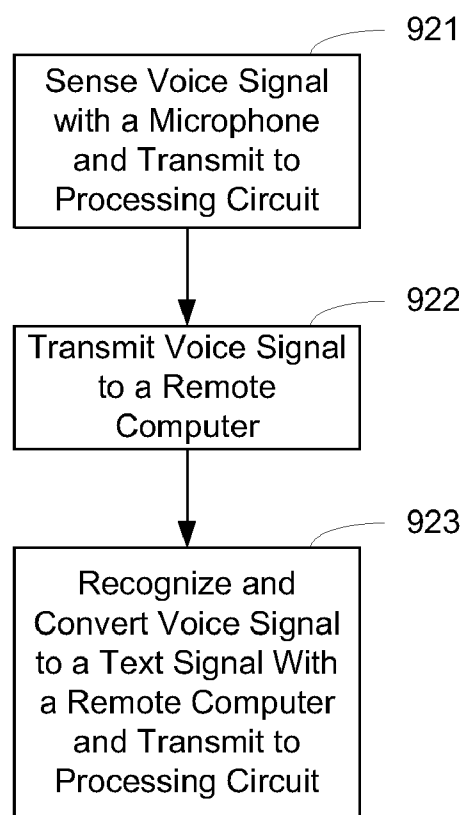 921
Sense Voice Signal
with a Microphone
and Transmit to
Processing Circuit
922
Transmit Voice Signal
to a Remote
Computer
923
Recognize and
Convert Voice Signal
to a Text Signal With
a Remote Computer
and Transmit to
Processing Circuit